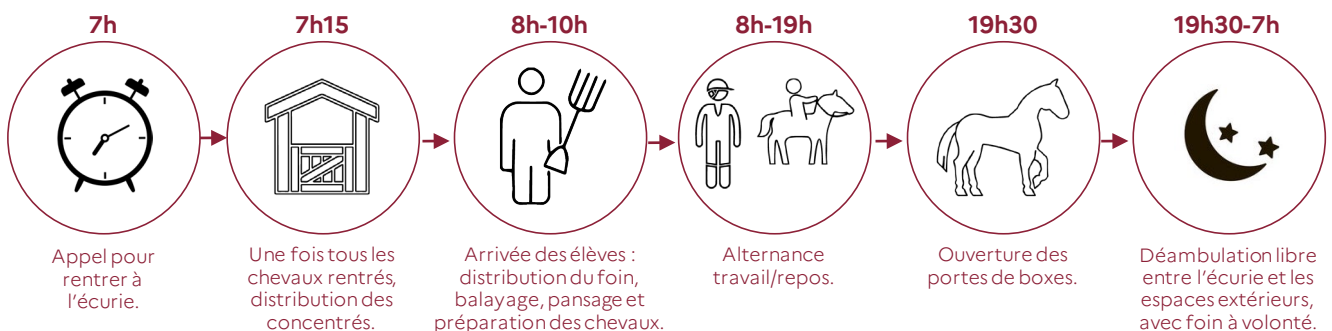 7h
Appel pour
rentrer à
l'écurie.
7h15
Une fois tous les
chevaux rentrés,
distribution des
concentrés.
8h-10h
Arrivée des élèves :
distribution du foin,
balayage, pansage et
préparation des chevaux.
8h-19h
Alternance
travail/repos.
19h30
Ouverture des
portes de boxes.
19h30-7h
Déambulation libre
entre l'écurie et les
espaces extérieurs,
avec foin à volonté.